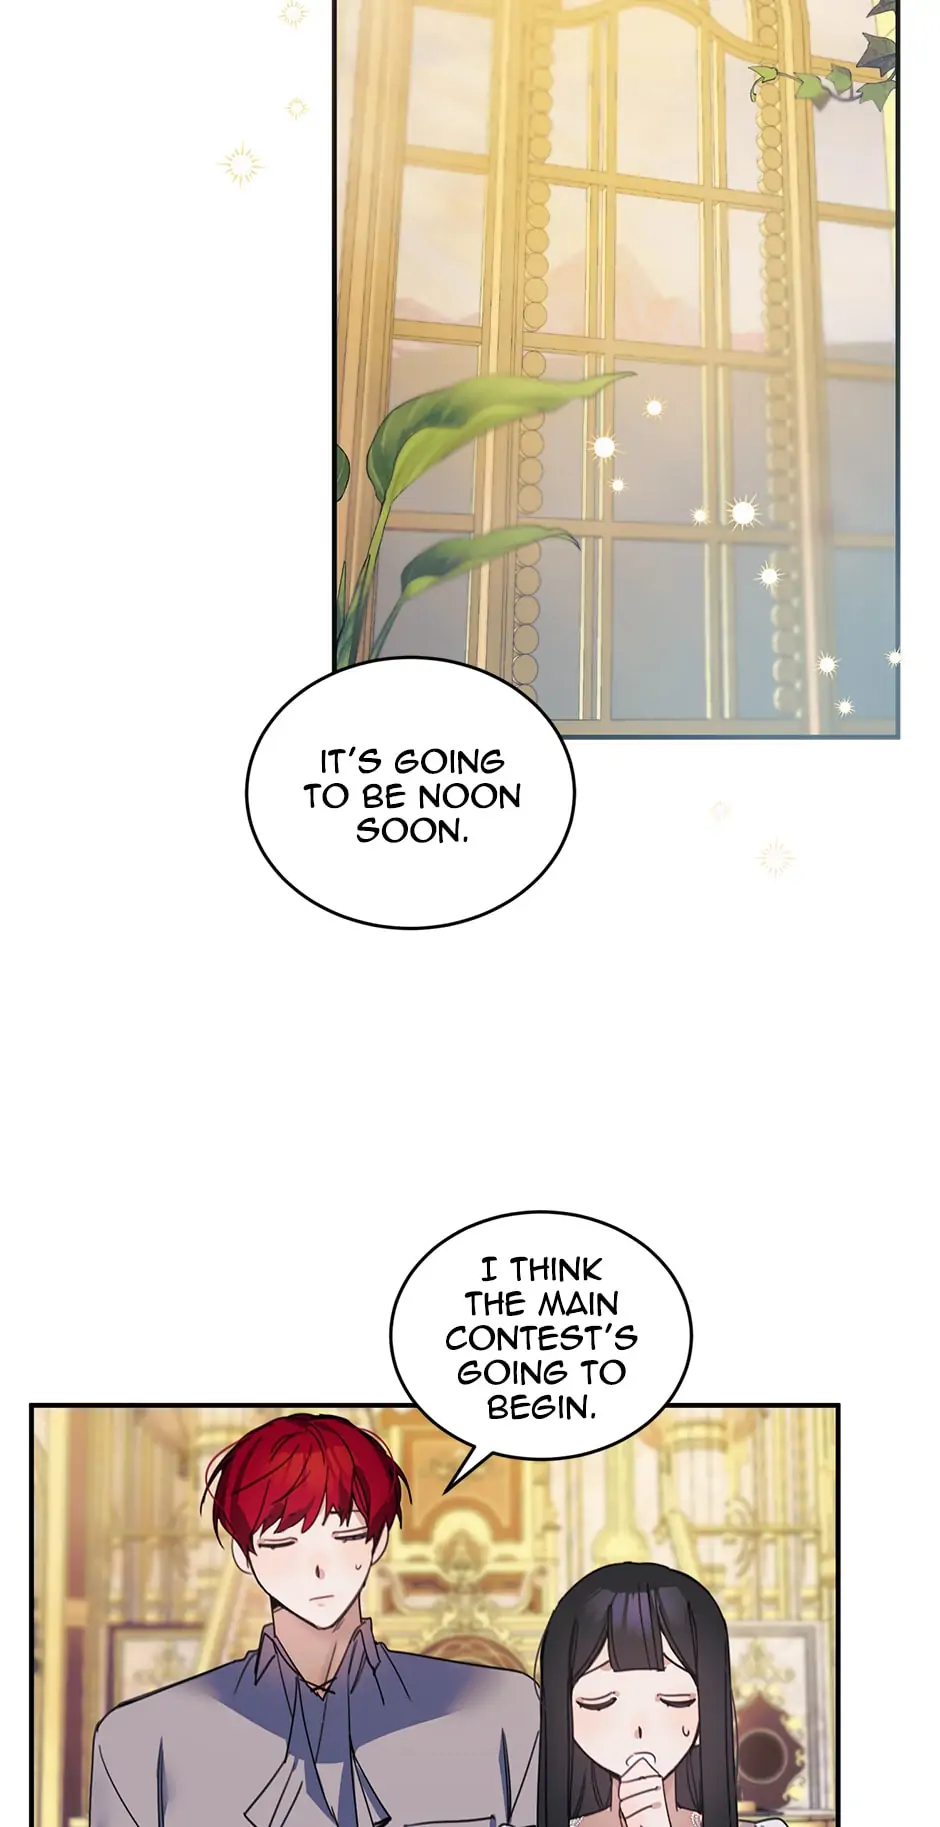 IT'S GOING
TO BE NOON
SOON.
I THINK
THE MAIN
CONTEST'S
GOING TO
BEGIN.